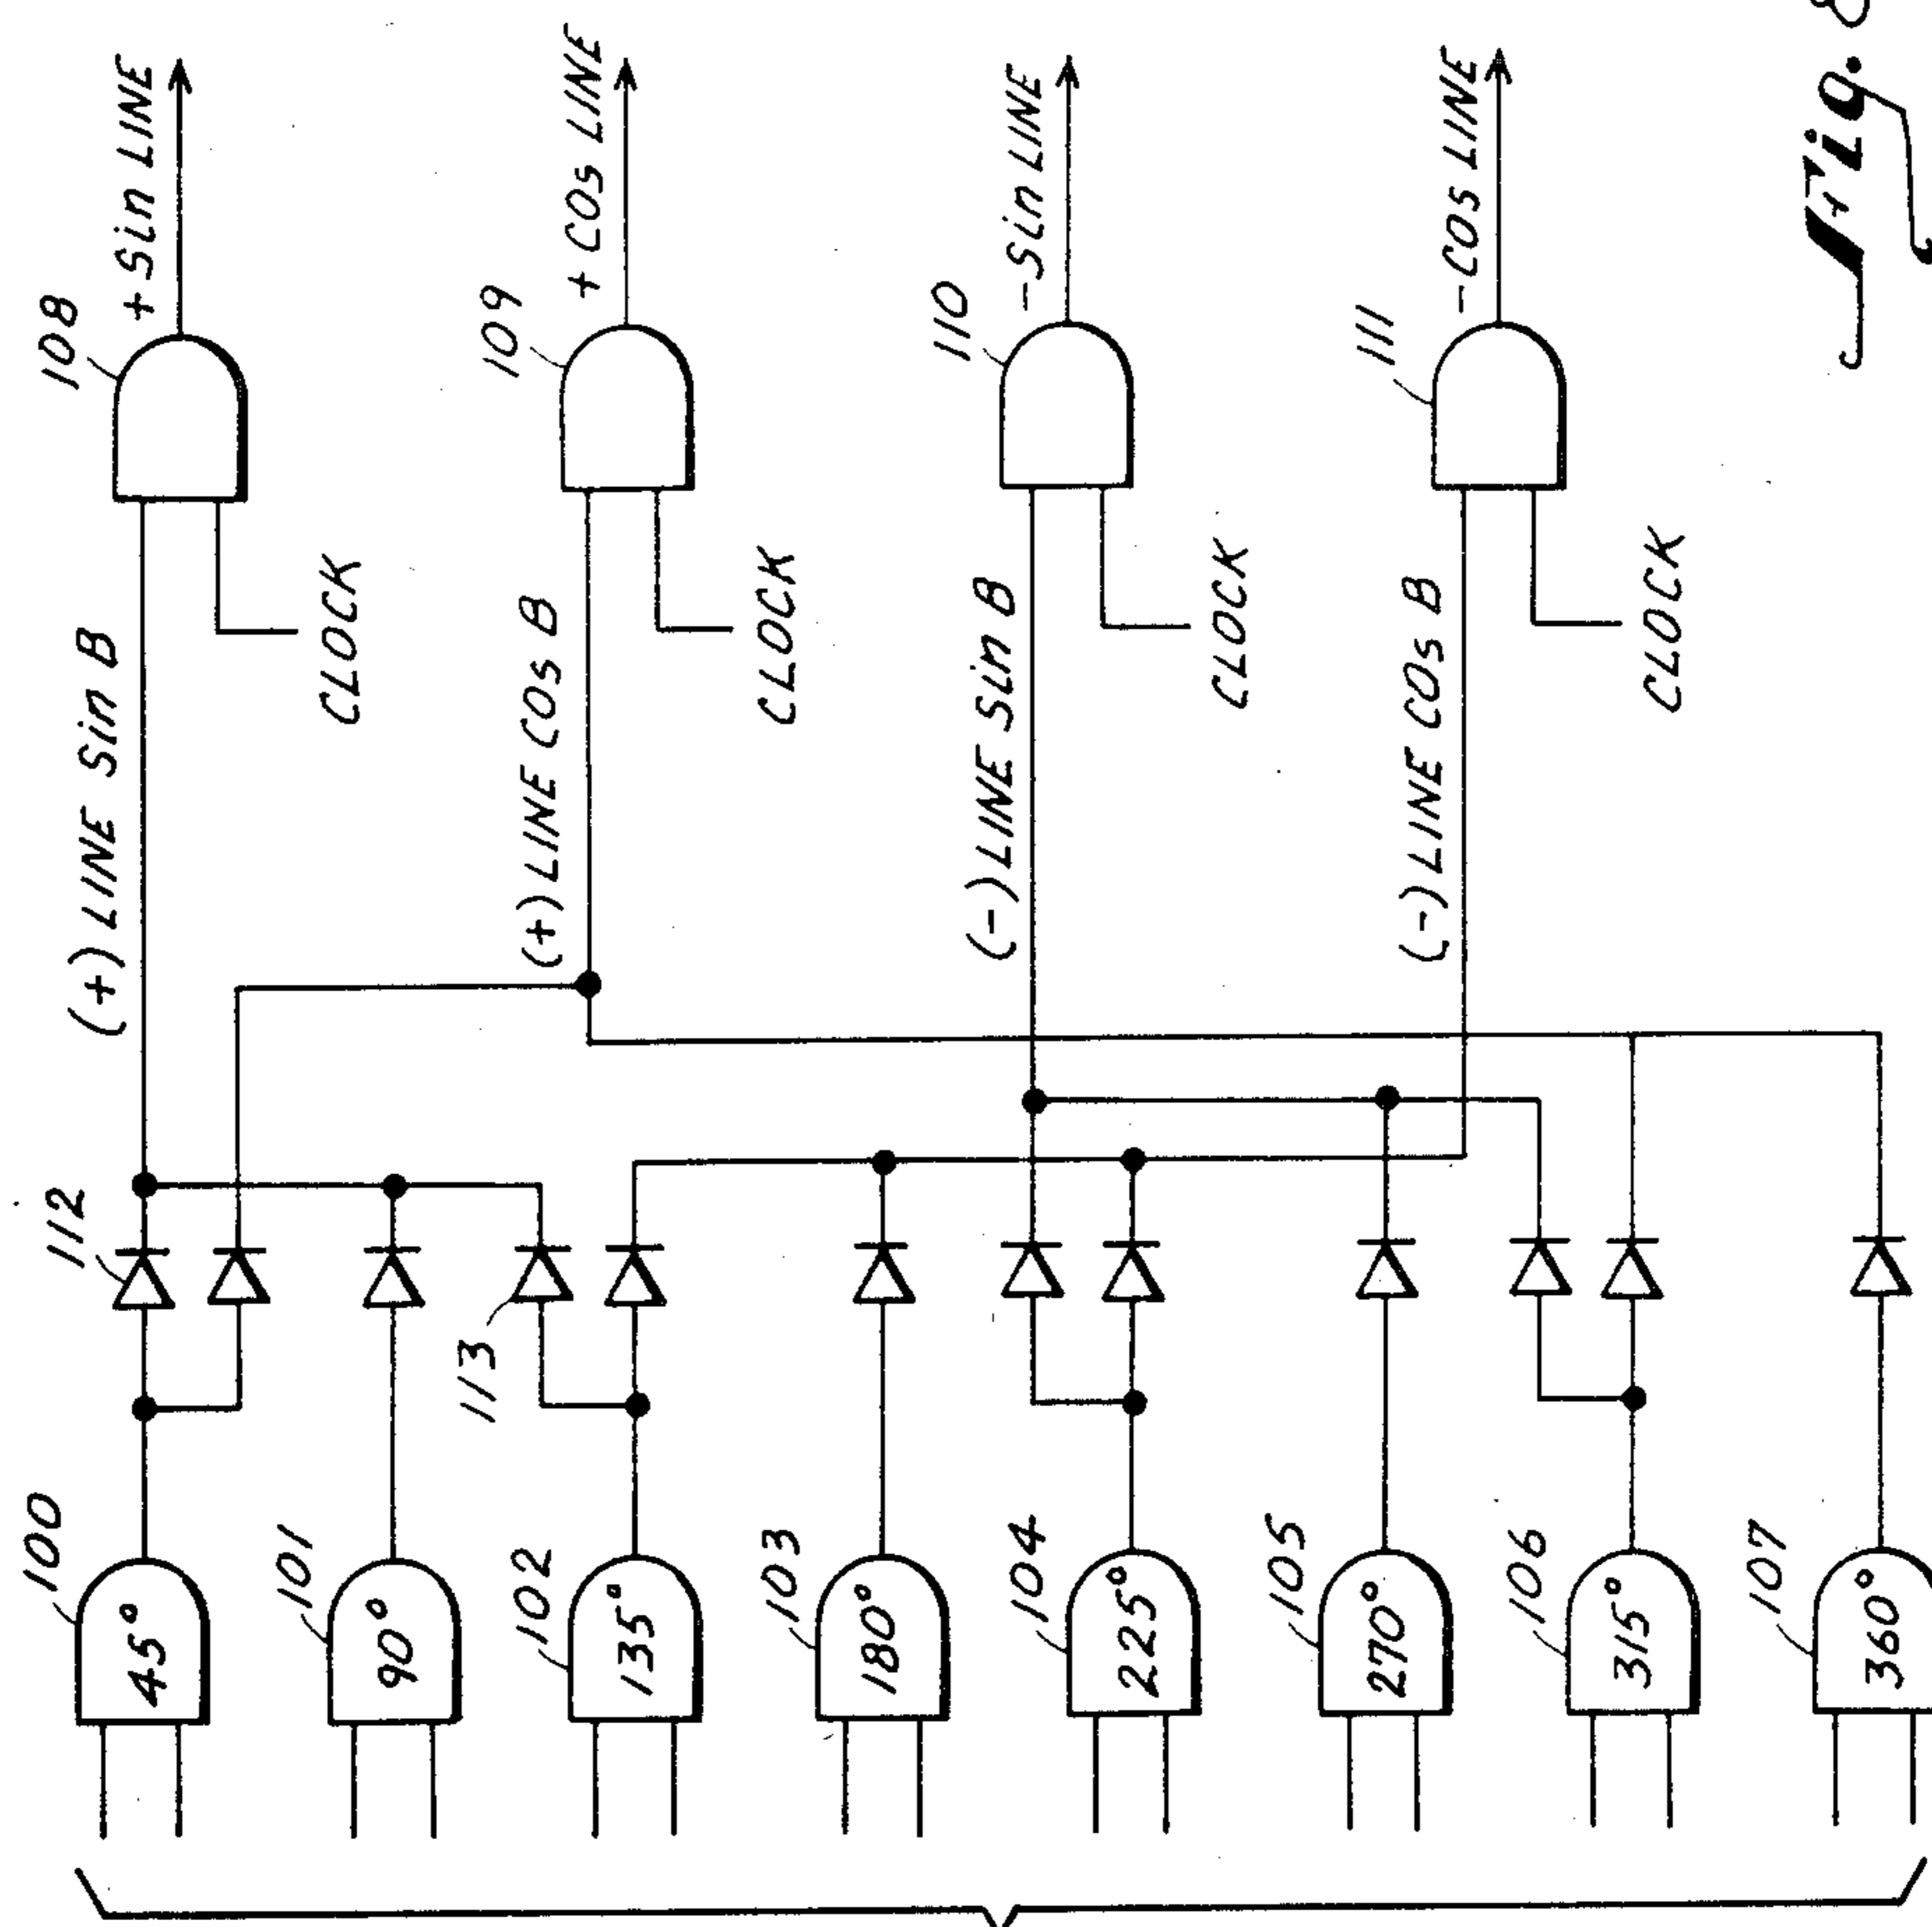 100
45°
101
90°
102
135°
103
180°
104
225°
105
270°
106
315°
107
360°
112
113
(+) LINE Sin B
(+) LINE COs B
(-) LINE Sin B
(-) LINE COs B
CLOCK
CLOCK
CLOCK
CLOCK
108
109
110
111
+ Sin LINE
+ COs LINE
- Sin LINE
- COs LINE
Fig. 8